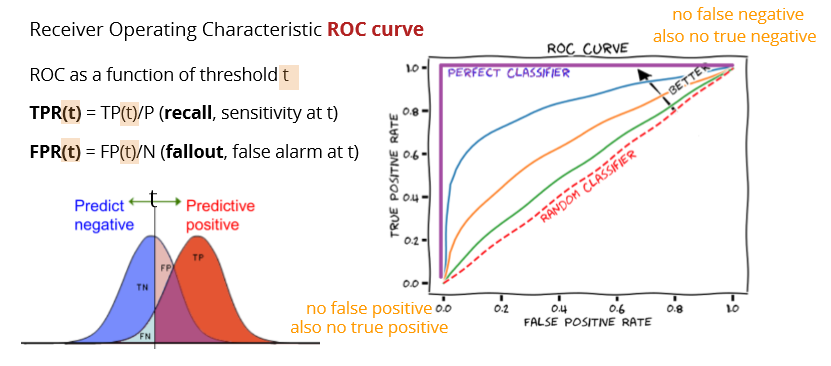 Receiver Operating Characteristic ROC curve
ROC as a function of threshold t
TPR(t) = TP(t)/P (recall, sensitivity at t)
FPR(t) = FP(t)/N (fallout, false alarm at t)
t
Predict
negative
Predictive
positive
TN
FP
TP
FN
no false negative
also no true negative
ROC CURVE
PERFECT CLASSIFIER
BETTER
RANDOM CLASSIFIER
TRUE POSITIVE RATE
1.0
0.8
0.6
0.4
0.2
0.0
no false positive
also no true positive
0.0
0.2
0.4
0.6
0.8
1.0
FALSE POSITIVE RATE